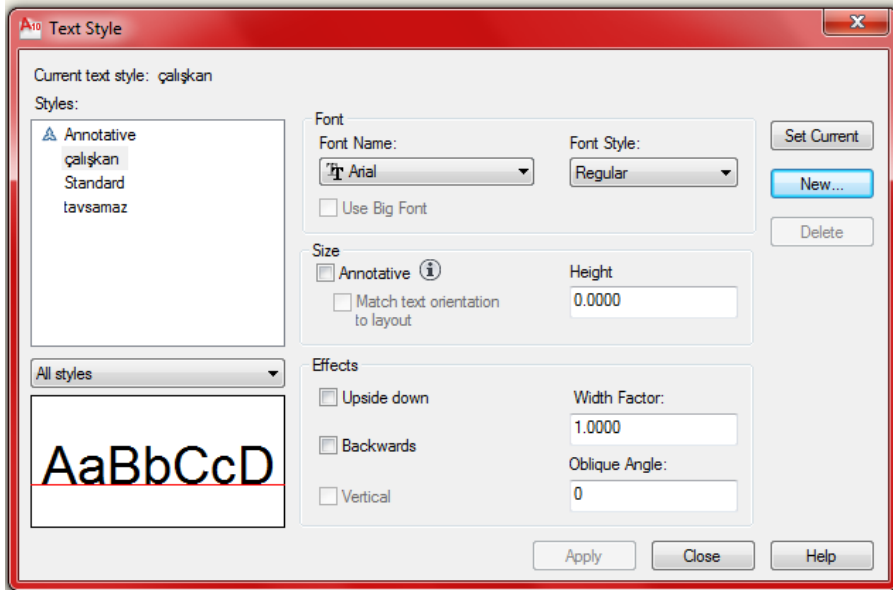 A10 Text Style
Current text style: çalışkan
Styles:
Annotative
çalışkan
Standard
tavsamaz
All styles
AaBbCcD
Font
Font Name:
Arial
Use Big Font
Font Style:
Regular
Size
Annotative
Match text orientation
to layout
Height
0.0000
Effects
Upside down
Backwards
Vertical
Width Factor:
1.0000
Oblique Angle:
0
Set Current
New...
Delete
Apply
Close
Help